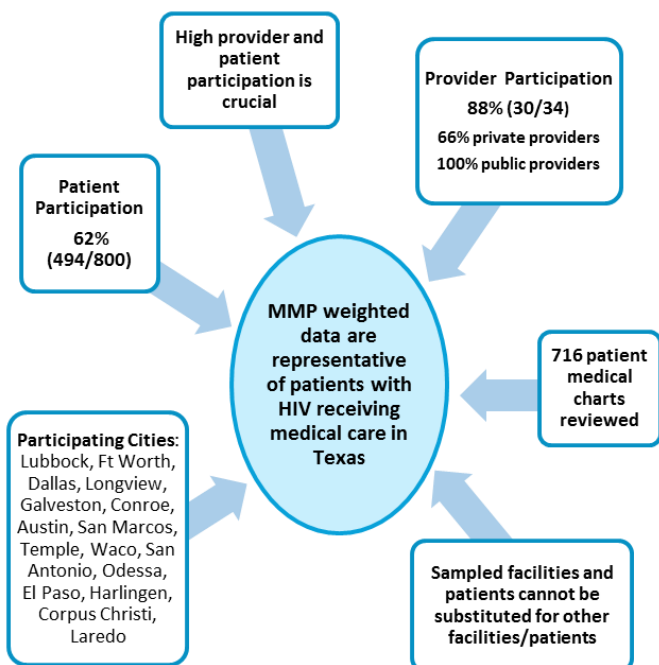 High provider and
patient
participation is
crucial
Provider Participation
88% (30/34)
66% private providers
100% public providers
Patient
Participation
62%
(494/800)
MMP weighted
data are
representative
of patients with
HIV receiving
medical care in
Texas
716 patient
medical
charts
reviewed
Participating Cities:
Lubbock, Ft Worth,
Dallas, Longview,
Galveston, Conroe,
Austin, San Marcos,
Temple, Waco, San
Antonio, Odessa,
El Paso, Harlingen,
Corpus Christi,
Laredo
Sampled facilities and
patients cannot be
substituted for other
facilities/patients